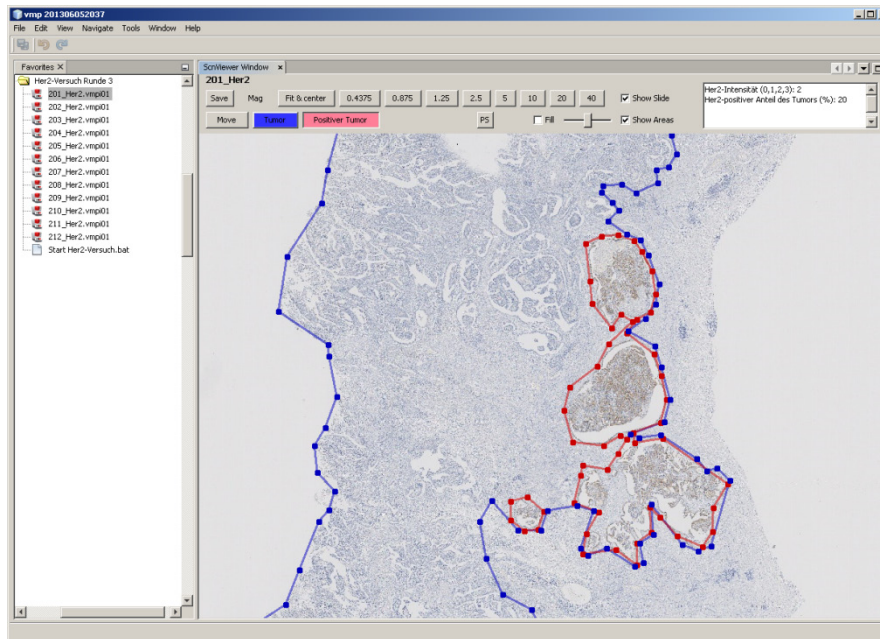 vmp 201306052037
File Edit View Navigate Tools Window Help
Favorites
Her2-Versuch Runde 3
201_Her2.vmpi01
202_Her2.vmpi01
203_Her2.vmpi01
204_Her2.vmpi01
205_Her2.vmpi01
206_Her2.vmpi01
207_Her2.vmpi01
208_Her2.vmpi01
209_Her2.vmpi01
210_Her2.vmpi01
211_Her2.vmpi01
212_Her2.vmpi01
Start Her2-Versuch.bat
ScnViewer Window
201_Her2
Save Mag Fit & center 0.4375 0.875 1.25 2.5 5 10 20 40 Show Slide
Move Tumor Positiver Tumor PS Fill Show Areas
Her2-Intensität (0,1,2,3): 2
Her2-positiver Anteil des Tumors (%): 20